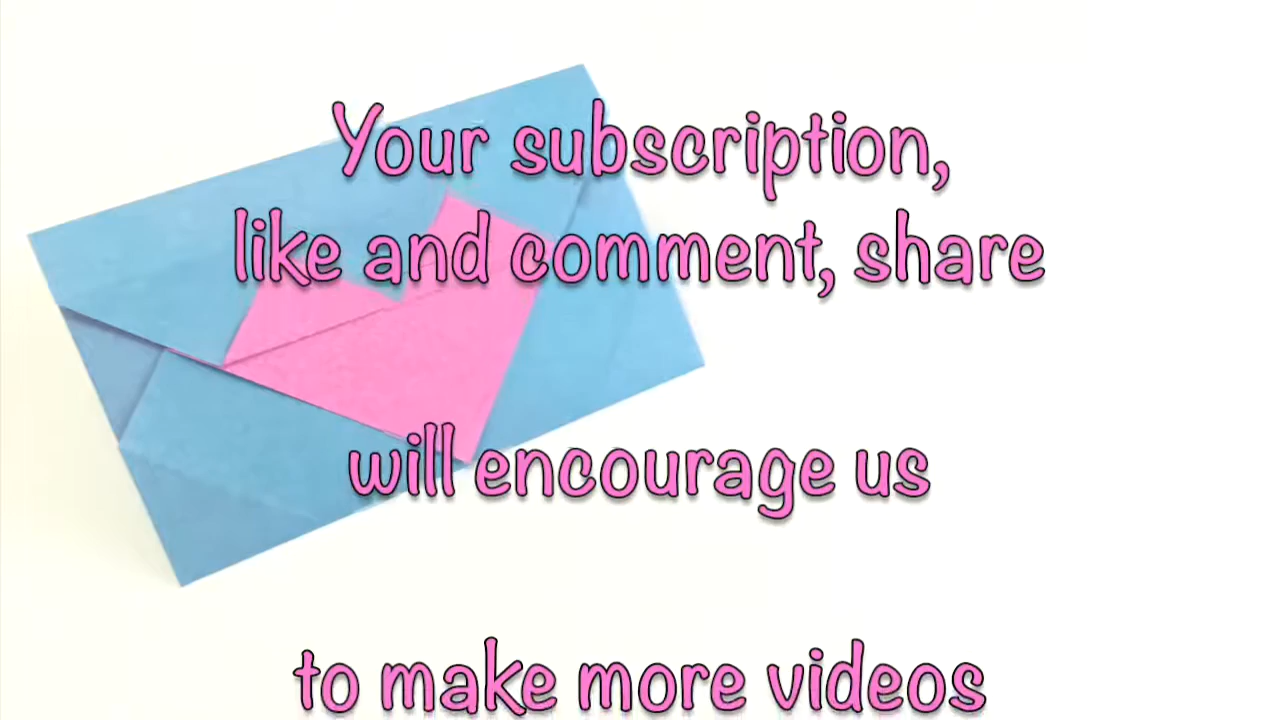 Your subscription,
like and comment, share
will encourage us
to make more videos